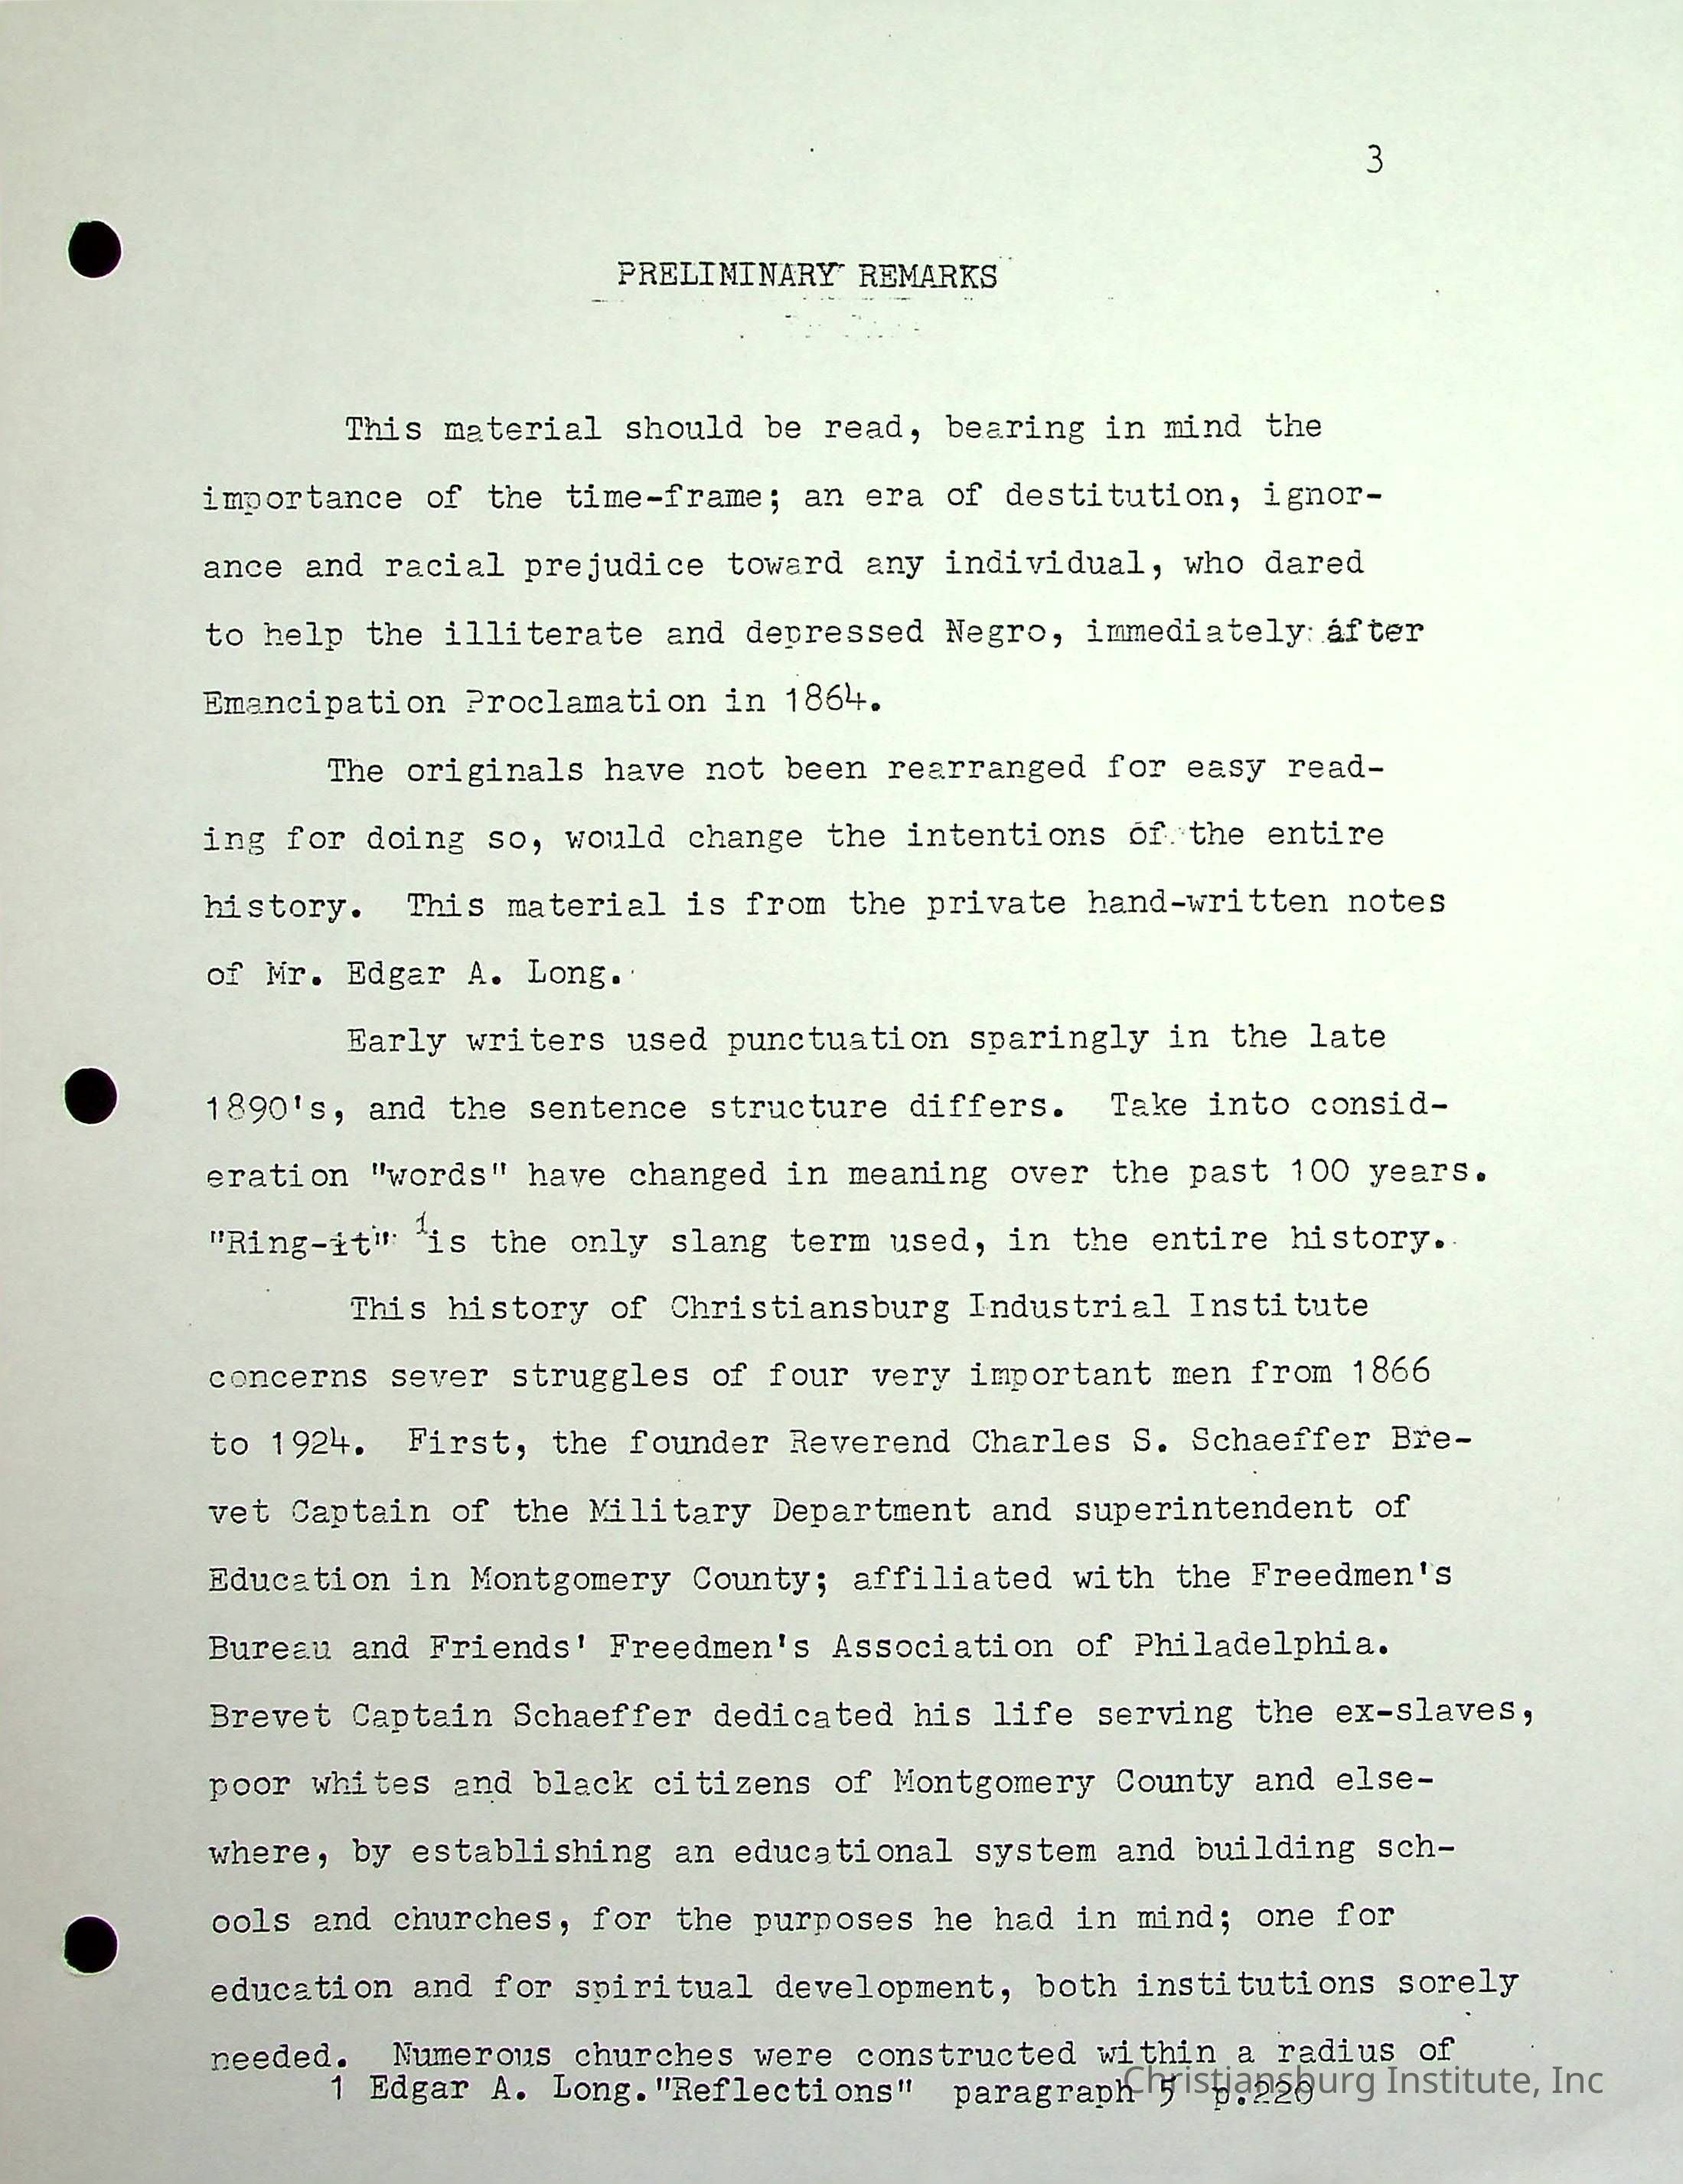 3
PRELIMINARY REMARKS
This material should be read, bearing in mind the
importance of the time-frame; an era of destitution, ignor-
ance and racial prejudice toward any individual, who dared
to help the illiterate and depressed Negro, immediately after
Emancipation Proclamation in 1864.
The originals have not been rearranged for easy read-
ing for doing so, would change the intentions of the entire
history. This material is from the private hand-written notes
of Mr. Edgar A. Long.
Early writers used punctuation sparingly in the late
1890's, and the sentence structure differs. Take into consid-
eration "words" have changed in meaning over the past 100 years.
"Ring-it" 1 is the only slang term used, in the entire history.
This history of Christiansburg Industrial Institute
concerns sever struggles of four very important men from 1866
to 1924. First, the founder Reverend Charles S. Schaeffer Bre-
vet Captain of the Military Department and superintendent of
Education in Montgomery County; affiliated with the Freedmen's
Bureau and Friends' Freedmen's Association of Philadelphia.
Brevet Captain Schaeffer dedicated his life serving the ex-slaves,
poor whites and black citizens of Montgomery County and else-
where, by establishing an educational system and building sch-
ools and churches, for the purposes he had in mind; one for
education and for spiritual development, both institutions sorely
needed. Numerous churches were constructed within a radius of
1 Edgar A. Long. "Reflections" paragraph 5 p.220
Christiansburg Institute, Inc